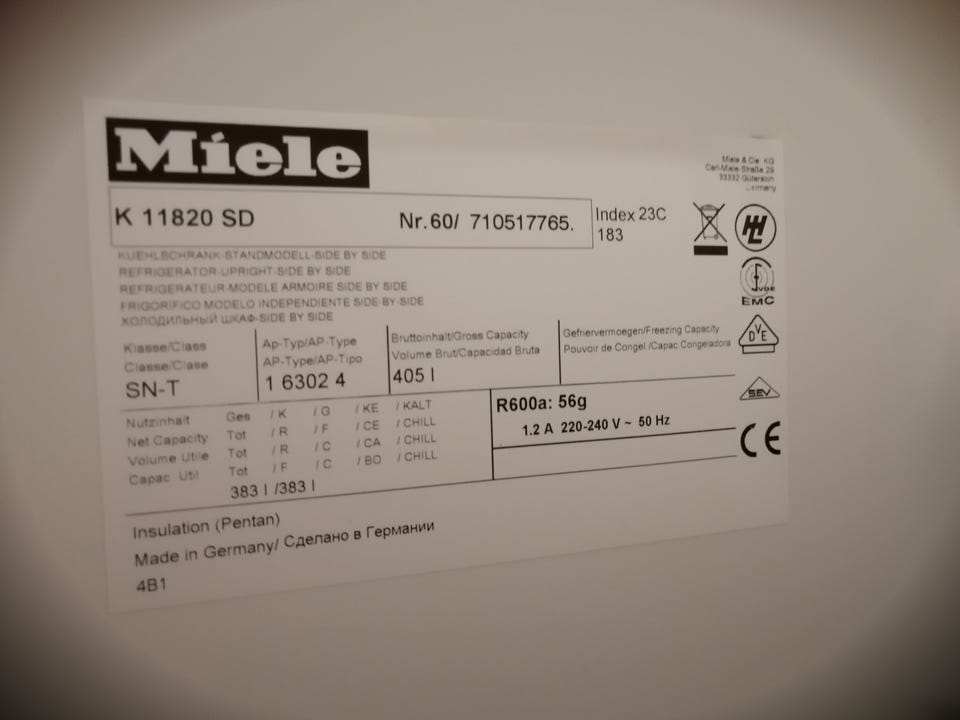 Miele
Miele & Cie. KG
Carl-Miele-Straße 29
33332 Gütersloh
Germany
K 11820 SD
Nr.60/ 710517765.
Index 23C
183
KUEHLSCHRANK-STANDMODELL-SIDE BY SIDE
REFRIGERATOR-UPRIGHT-SIDE BY SIDE
REFRIGERATEUR-MODELE ARMOIRE SIDE BY SIDE
FRIGORIFICO MODELO INDEPENDIENTE SIDE-BY-SIDE
ХОЛОДИЛЬНЫЙ ШКАФ-SIDE BY SIDE
VDE
EMC
Klasse/Class
Classe/Clase
SN-T
Ap-Typ/AP-Type
AP-Type/AP-Tipo
1 6302 4
Bruttoinhalt/Gross Capacity
Volume Brut/Capacidad Bruta
405 l
Gefriervermoegen/Freezing Capacity
Pouvoir de Congel./Capac.Congeladora
DVE
Nutzinhalt Ges / K / G / KE / KALT
Net Capacity Tot / R / F / CE / CHILL
Volume Utile Tot / R / C / CA / CHILL
Capac Util Tot / F / C / BO / CHILL
383 l /383 l
R600a: 56g
1.2 A 220-240 V ~ 50 Hz
SEV
CE
Insulation (Pentan)
Made in Germany/ Сделано в Германии
4B1